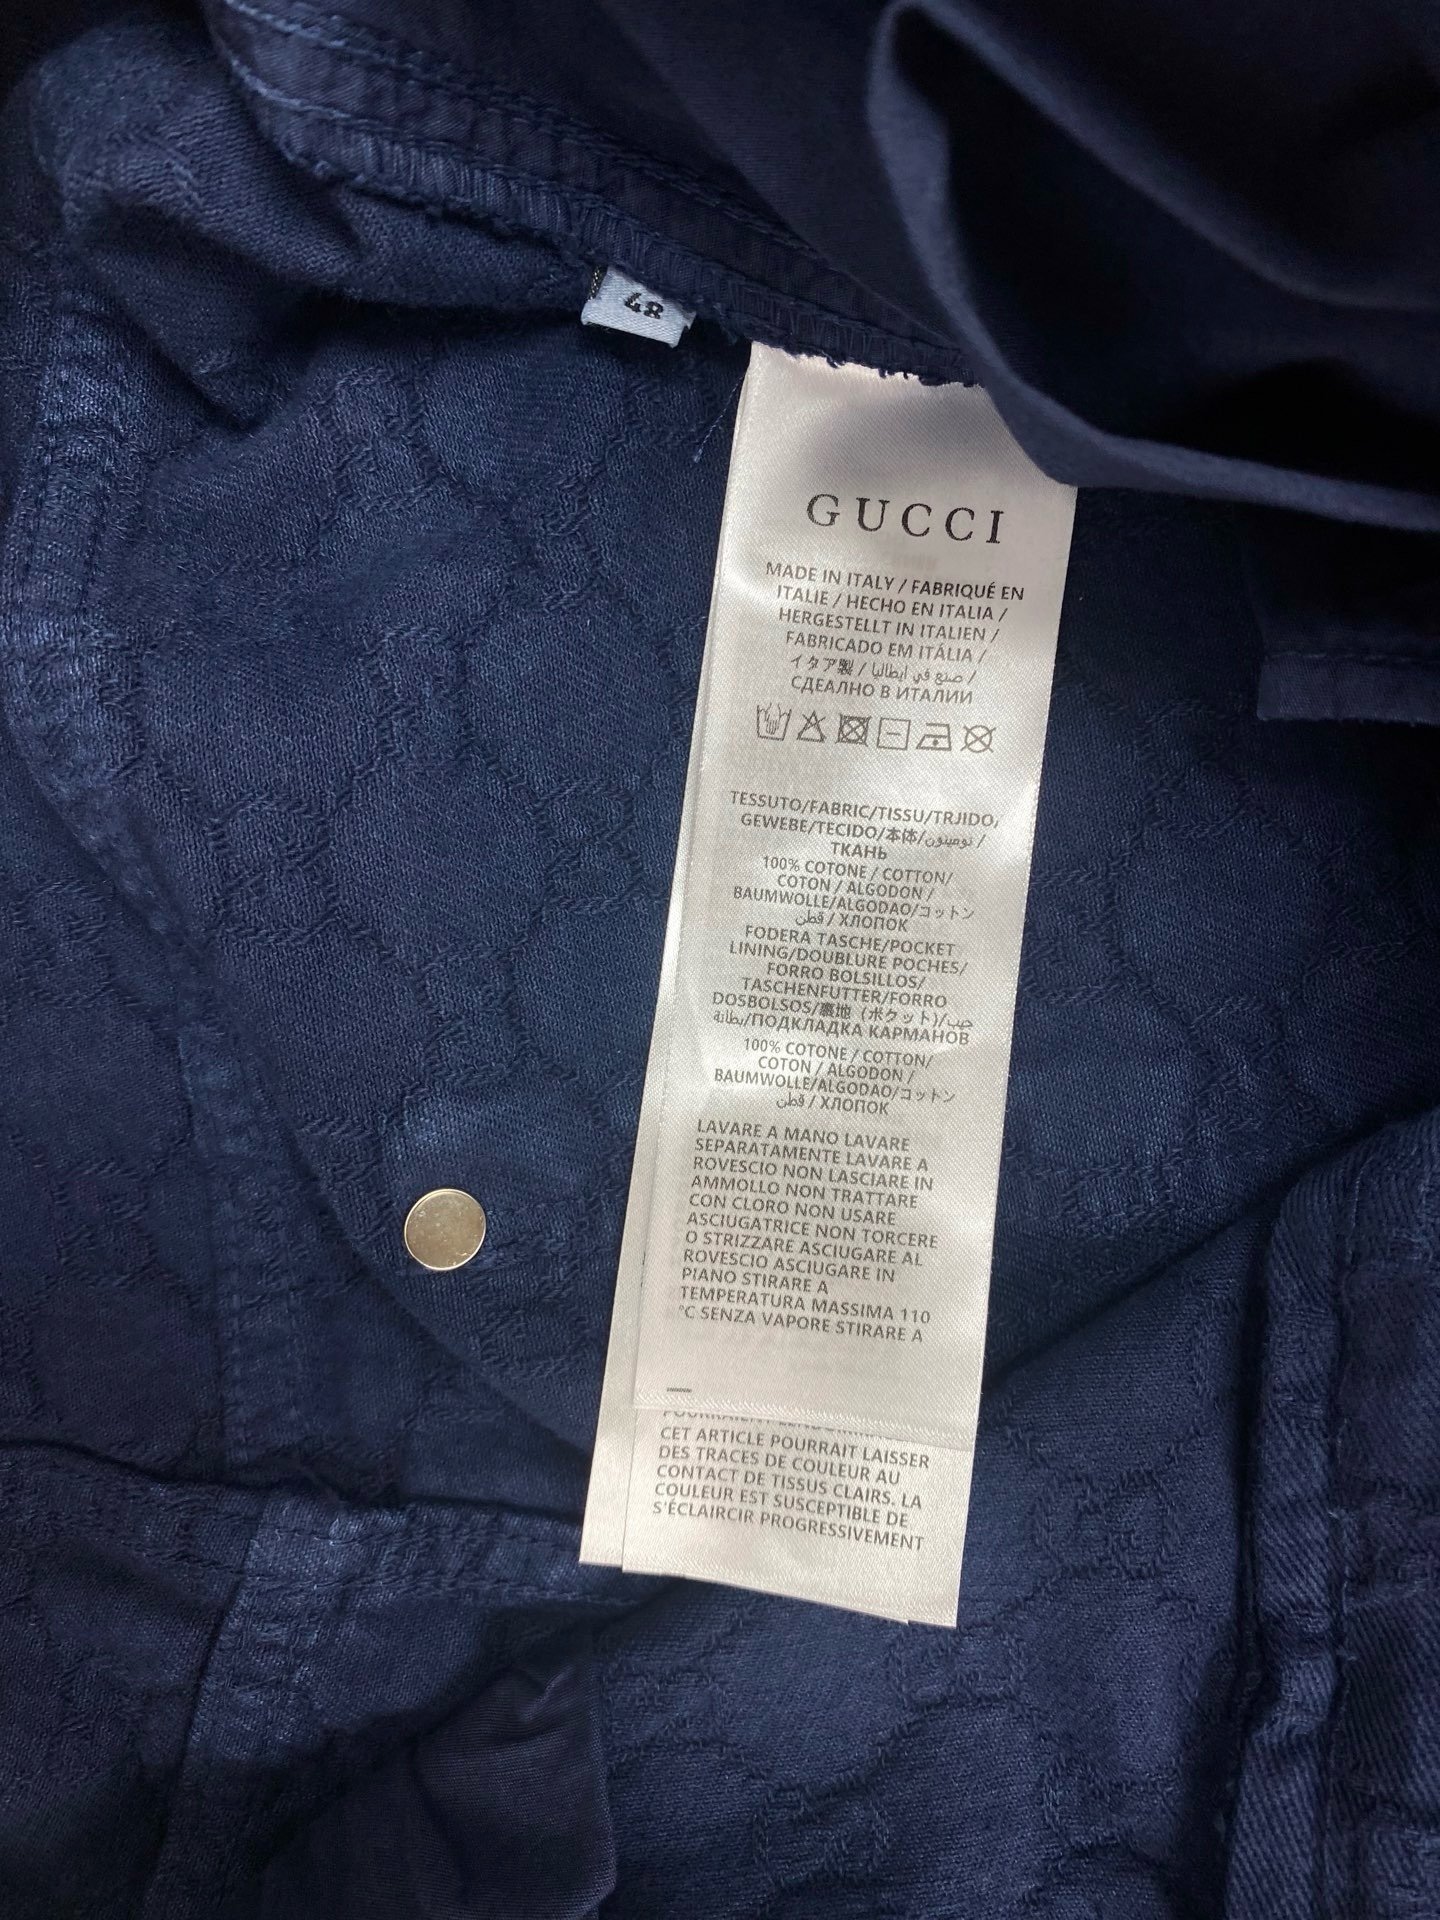 48
GUCCI
MADE IN ITALY / FABRIQUÉ EN
ITALIE / HECHO EN ITALIA /
HERGESTELLT IN ITALIEN /
FABRICADO EM ITÁLIA /
イタア製 / صنع في ايطاليا /
СДЕАЛНО В ИТАЛИИ
TESSUTO/FABRIC/TISSU/TRJIDO,
GEWEBE/TECIDO/本体/تومينون /
ТКАНЬ
100% COTONE / COTTON/
COTON / ALGODON /
BAUMWOLLE/ALGODAO/コットン
قطن / ХЛОПОК
FODERA TASCHE/POCKET
LINING/DOUBLURE POCHES/
FORRO BOLSILLOS/
TASCHENFUTTER/FORRO
DOSBOLSOS/裏地 (ポケット)/جيب
بطانة/ПОДКЛАДКА КАРМАНОВ
100% COTONE / COTTON/
COTON / ALGODON /
BAUMWOLLE/ALGODAO/コットン
قطن / ХЛОПОК
LAVARE A MANO LAVARE
SEPARATAMENTE LAVARE A
ROVESCIO NON LASCIARE IN
AMMOLLO NON TRATTARE
CON CLORO NON USARE
ASCIUGATRICE NON TORCERE
O STRIZZARE ASCIUGARE AL
ROVESCIO ASCIUGARE IN
PIANO STIRARE A
TEMPERATURA MASSIMA 110
°C SENZA VAPORE STIRARE A
CET ARTICLE POURRAIT LAISSER
DES TRACES DE COULEUR AU
CONTACT DE TISSUS CLAIRS. LA
COULEUR EST SUSCEPTIBLE DE
S'ÉCLAIRCIR PROGRESSIVEMENT